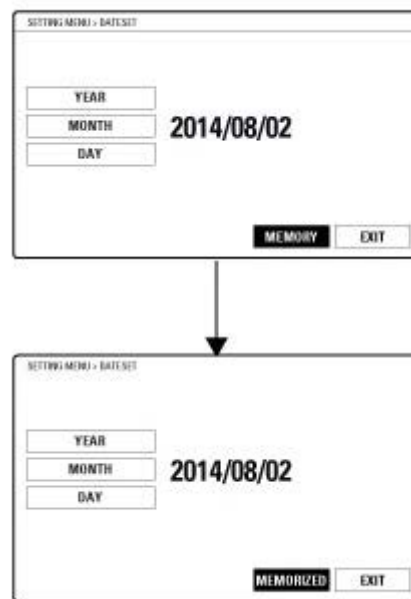 SETTING MENU > DATESET
YEAR
MONTH 2014/08/02
DAY
MEMORY EXIT
SETTING MENU > DATESET
YEAR
MONTH 2014/08/02
DAY
MEMORIZED EXIT